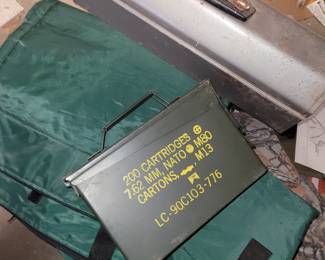 200 CARTRIDGES
7.62 MM, NATO M80
CARTONS, M13
LC-90C103-776